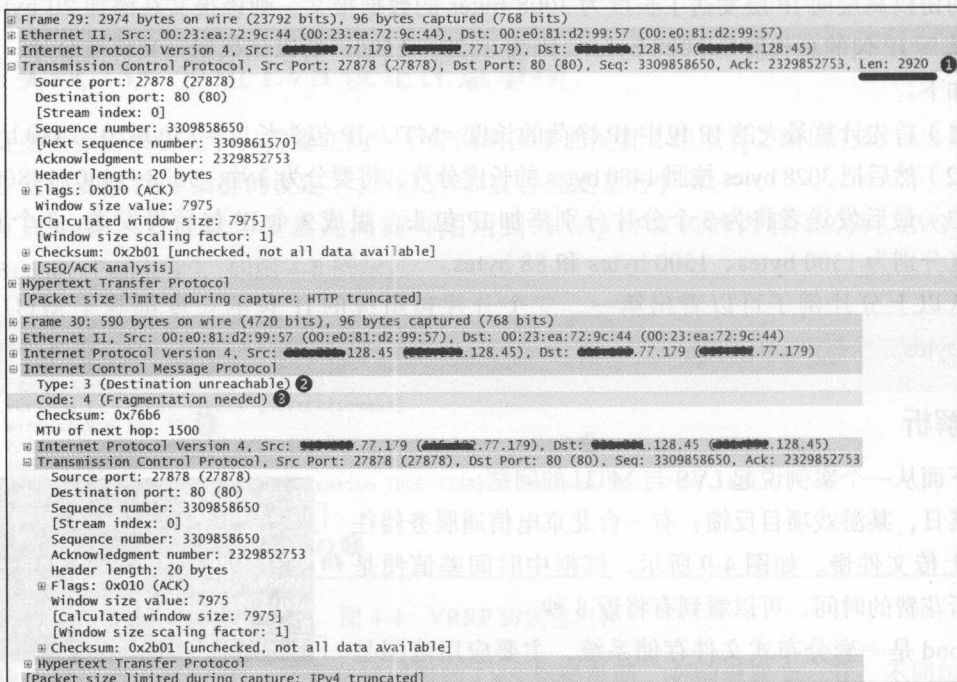 Frame 29: 2974 bytes on wire (23792 bits), 96 bytes captured (768 bits)
Ethernet II, Src: 00:23:ea:72:9c:44 (00:23:ea:72:9c:44), Dst: 00:e0:81:d2:99:57 (00:e0:81:d2:99:57)
Internet Protocol Version 4, Src: .77.179 ( .77.179), Dst: .128.45 ( .128.45)
Transmission Control Protocol, Src Port: 27878 (27878), Dst Port: 80 (80), Seq: 3309858650, Ack: 2329852753, Len: 2920 ❶
Source port: 27878 (27878)
Destination port: 80 (80)
[Stream index: 0]
Sequence number: 3309858650
[Next sequence number: 3309861570]
Acknowledgment number: 2329852753
Header length: 20 bytes
Flags: 0x010 (ACK)
Window size value: 7975
[Calculated window size: 7975]
[Window size scaling factor: 1]
Checksum: 0x2b01 [unchecked, not all data available]
[SEQ/ACK analysis]
Hypertext Transfer Protocol
[Packet size limited during capture: HTTP truncated]
Frame 30: 590 bytes on wire (4720 bits), 96 bytes captured (768 bits)
Ethernet II, Src: 00:e0:81:d2:99:57 (00:e0:81:d2:99:57), Dst: 00:23:ea:72:9c:44 (00:23:ea:72:9c:44)
Internet Protocol Version 4, Src: .128.45 ( .128.45), Dst: .77.179 ( .77.179)
Internet Control Message Protocol
Type: 3 (Destination unreachable) ❷
Code: 4 (Fragmentation needed) ❸
Checksum: 0x76b6
MTU of next hop: 1500
Internet Protocol Version 4, Src: .77.179 ( .77.179), Dst: .128.45 ( .128.45)
Transmission Control Protocol, Src Port: 27878 (27878), Dst Port: 80 (80), Seq: 3309858650, Ack: 2329852753
Source port: 27878 (27878)
Destination port: 80 (80)
Sequence number: 3309858650
[Stream index: 0]
Sequence number: 3309858650
Acknowledgment number: 2329852753
Header length: 20 bytes
Flags: 0x010 (ACK)
Window size value: 7975
[Calculated window size: 7975]
[Window size scaling factor: 1]
Checksum: 0x2b01 [unchecked, not all data available]
Hypertext Transfer Protocol
[Packet size limited during capture: IPv4 truncated]